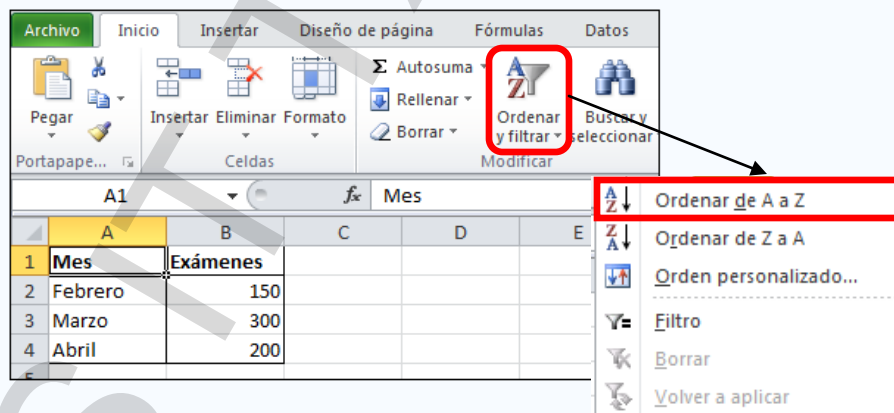 Archivo Inicio Insertar Diseño de página Fórmulas Datos
Pegar
Insertar Eliminar Formato
Σ Autosuma
Rellenar
Borrar
Ordenar
y filtrar
Buscar y
seleccionar
Portapape... Celdas Modificar
A1 fx Mes
A B C D E
1 Mes Exámenes
2 Febrero 150
3 Marzo 300
4 Abril 200
5
Ordenar de A a Z
Ordenar de Z a A
Orden personalizado...
Filtro
Borrar
Volver a aplicar